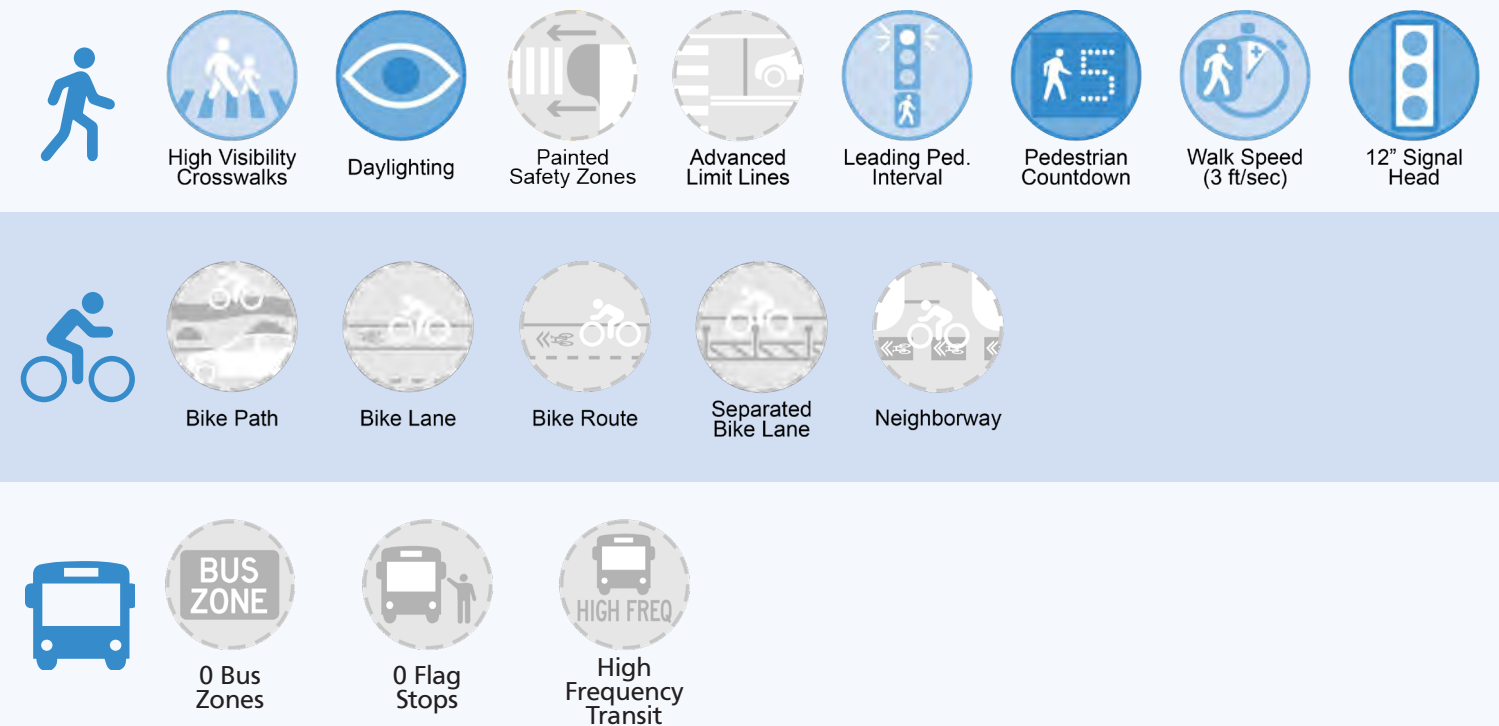 High Visibility
Crosswalks
Daylighting
Painted
Safety Zones
Advanced
Limit Lines
Leading Ped.
Interval
5
Pedestrian
Countdown
Walk Speed
(3 ft/sec)
12” Signal
Head
Bike Path
Bike Lane
Bike Route
Separated
Bike Lane
Neighborway
BUS
ZONE
0 Bus
Zones
0 Flag
Stops
HIGH FREQ
High
Frequency
Transit